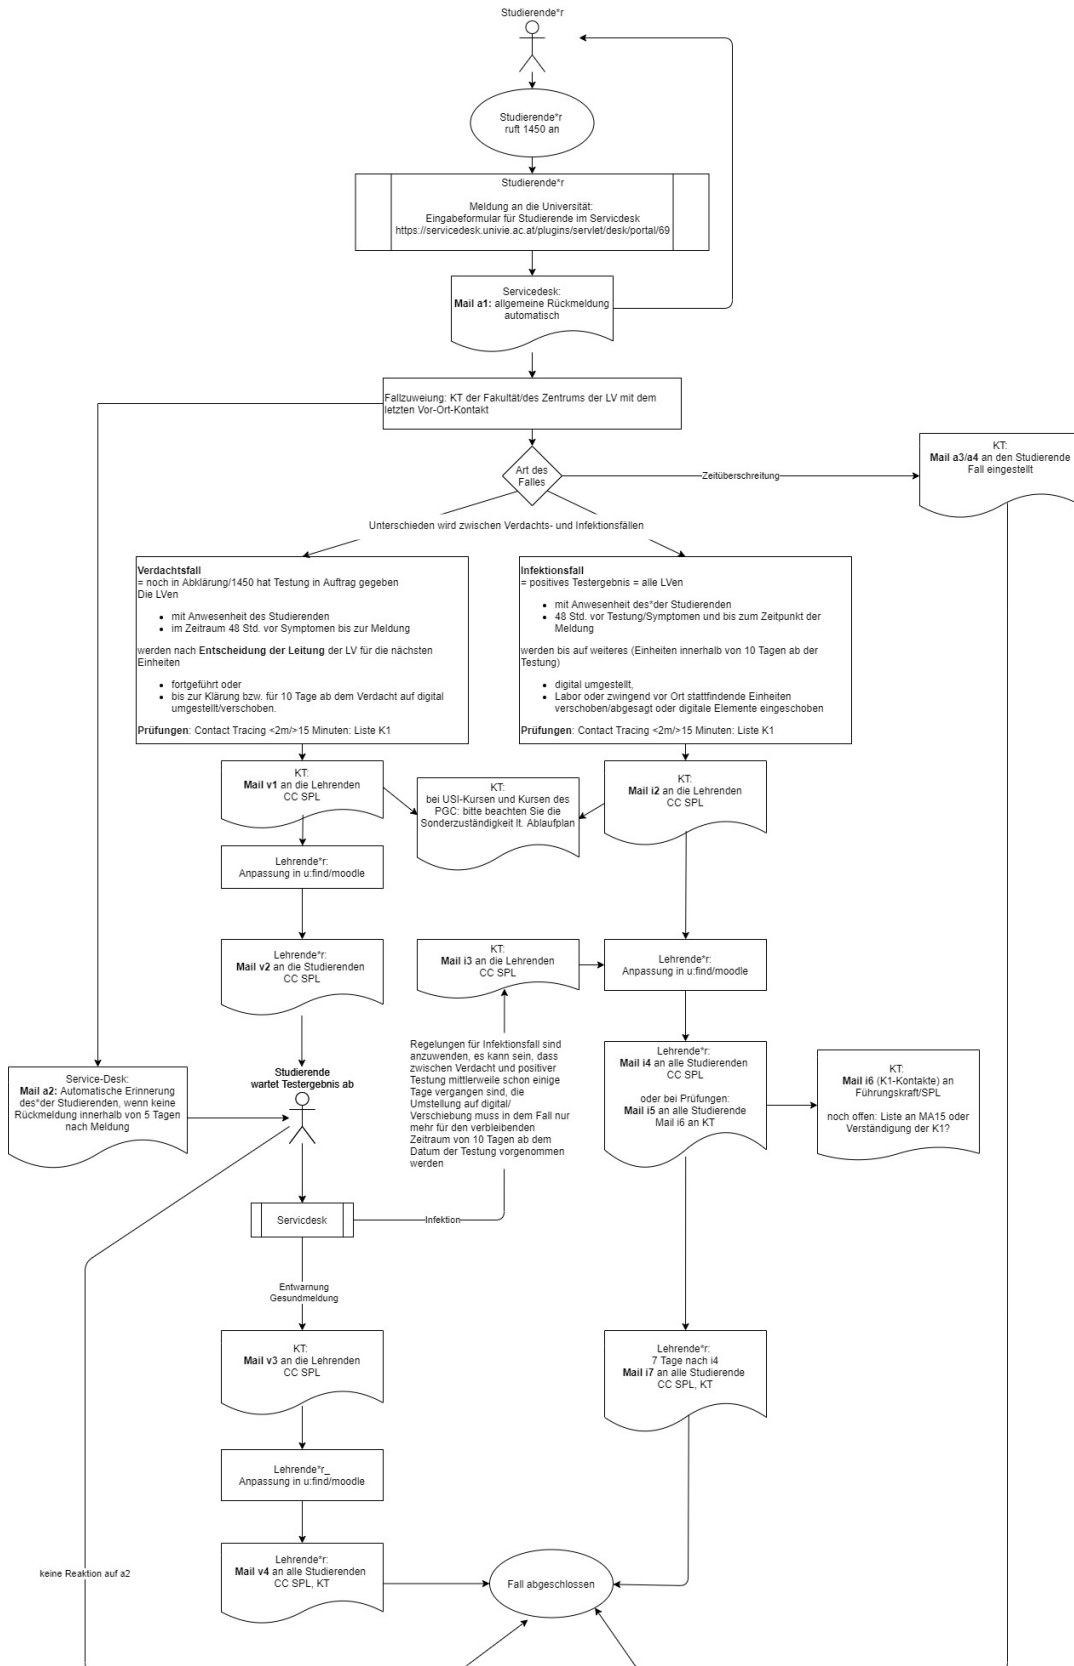 Studierende*r
Studierende*r
ruft 1450 an
Studierende*r
Meldung an die Universität:
Eingabeformular für Studierende im Servicdesk
https://servicedesk.univie.ac.at/plugins/servlet/desk/portal/69
Servicedesk:
Mail a1: allgemeine Rückmeldung
automatisch
Fallzuweiung: KT der Fakultät/des Zentrums der LV mit dem
letzten Vor-Ort-Kontakt
Art des
Falles
Zeitüberschreitung
KT:
Mail a3/a4 an den Studierende
Fall eingestellt
Unterschieden wird zwischen Verdachts- und Infektionsfällen
Verdachtsfall
= noch in Abklärung/1450 hat Testung in Auftrag gegeben
Die LVen
• mit Anwesenheit des Studierenden
• im Zeitraum 48 Std. vor Symptomen bis zur Meldung
werden nach Entscheidung der Leitung der LV für die nächsten
Einheiten
• fortgeführt oder
• bis zur Klärung bzw. für 10 Tage ab dem Verdacht auf digital
umgestellt/verschoben.
Prüfungen: Contact Tracing <2m/>15 Minuten: Liste K1
Infektionsfall
= positives Testergebnis = alle LVen
• mit Anwesenheit des*der Studierenden
• 48 Std. vor Testung/Symptomen und bis zum Zeitpunkt der
Meldung
werden bis auf weiteres (Einheiten innerhalb von 10 Tagen ab der
Testung)
• digital umgestellt,
• Labor oder zwingend vor Ort stattfindende Einheiten
verschoben/abgesagt oder digitale Elemente eingeschoben
Prüfungen: Contact Tracing <2m/>15 Minuten: Liste K1
KT:
Mail v1 an die Lehrenden
CC SPL
KT:
bei USI-Kursen und Kursen des
PGC: bitte beachten Sie die
Sonderzuständigkeit lt. Ablaufplan
KT:
Mail i2 an die Lehrenden
CC SPL
Lehrende*r:
Anpassung in u:find/moodle
Lehrende*r:
Mail v2 an die Studierenden
CC SPL
KT:
Mail i3 an die Lehrenden
CC SPL
Lehrende*r:
Anpassung in u:find/moodle
Regelungen für Infektionsfall sind
anzuwenden, es kann sein, dass
zwischen Verdacht und positiver
Testung mittlerweile schon einige
Tage vergangen sind, die
Umstellung auf digital/
Verschiebung muss in dem Fall nur
mehr für den verbleibenden
Zeitraum von 10 Tagen ab dem
Datum der Testung vorgenommen
werden
Lehrende*r:
Mail i4 an alle Studierenden
CC SPL
oder bei Prüfungen:
Mail i5 an alle Studierende
Mail i6 an KT
KT:
Mail i6 (K1-Kontakte) an
Führungskraft/SPL
noch offen: Liste an MA15 oder
Verständigung der K1?
Service-Desk:
Mail a2: Automatische Erinnerung
des*der Studierenden, wenn keine
Rückmeldung innerhalb von 5 Tagen
nach Meldung
Studierende
wartet Testergebnis ab
Servicdesk
Infektion
Entwarnung
Gesundmeldung
KT:
Mail v3 an die Lehrenden
CC SPL
Lehrende*r:
7 Tage nach i4
Mail i7 an alle Studierende
CC SPL, KT
Lehrende*r_
Anpassung in u:find/moodle
Lehrende*r:
Mail v4 an alle Studierenden
CC SPL, KT
keine Reaktion auf a2
Fall abgeschlossen